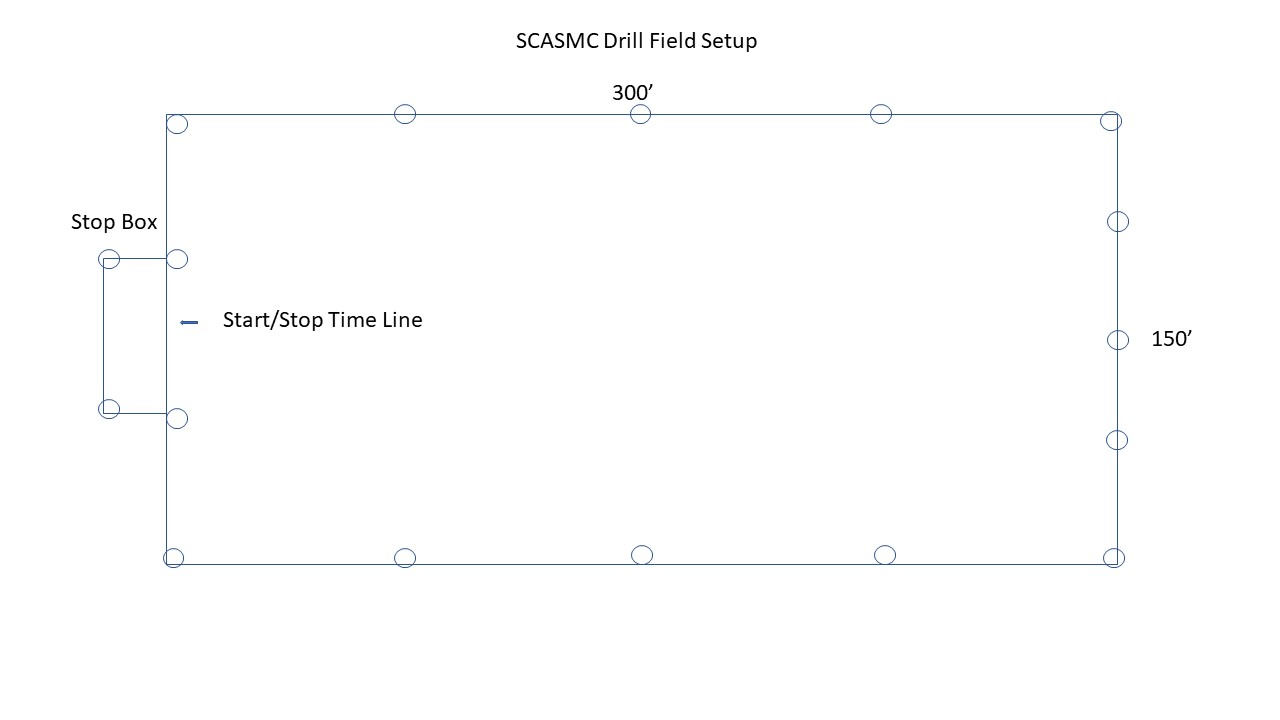 SCASMC Drill Field Setup
300’
Stop Box
Start/Stop Time Line
150’